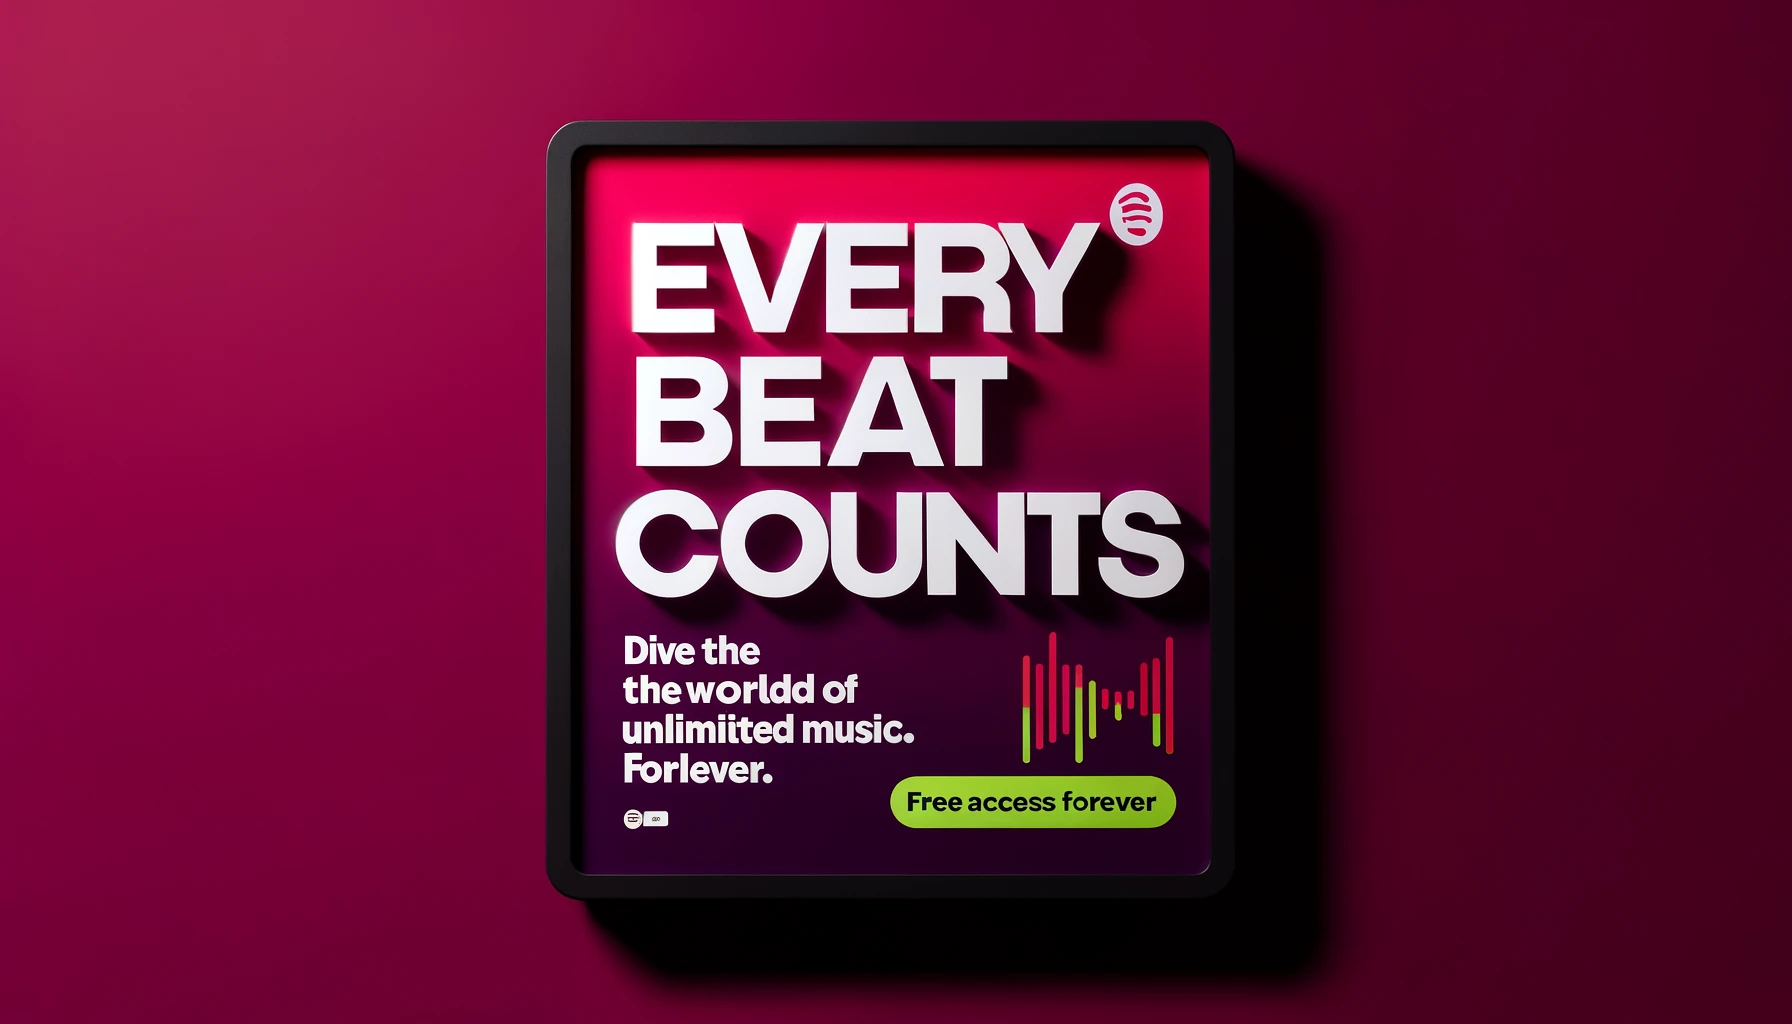 EVERY
BEAT
COUNTS
Dive the
the worldd of
unlimiited music.
Forlever.
Free access forever